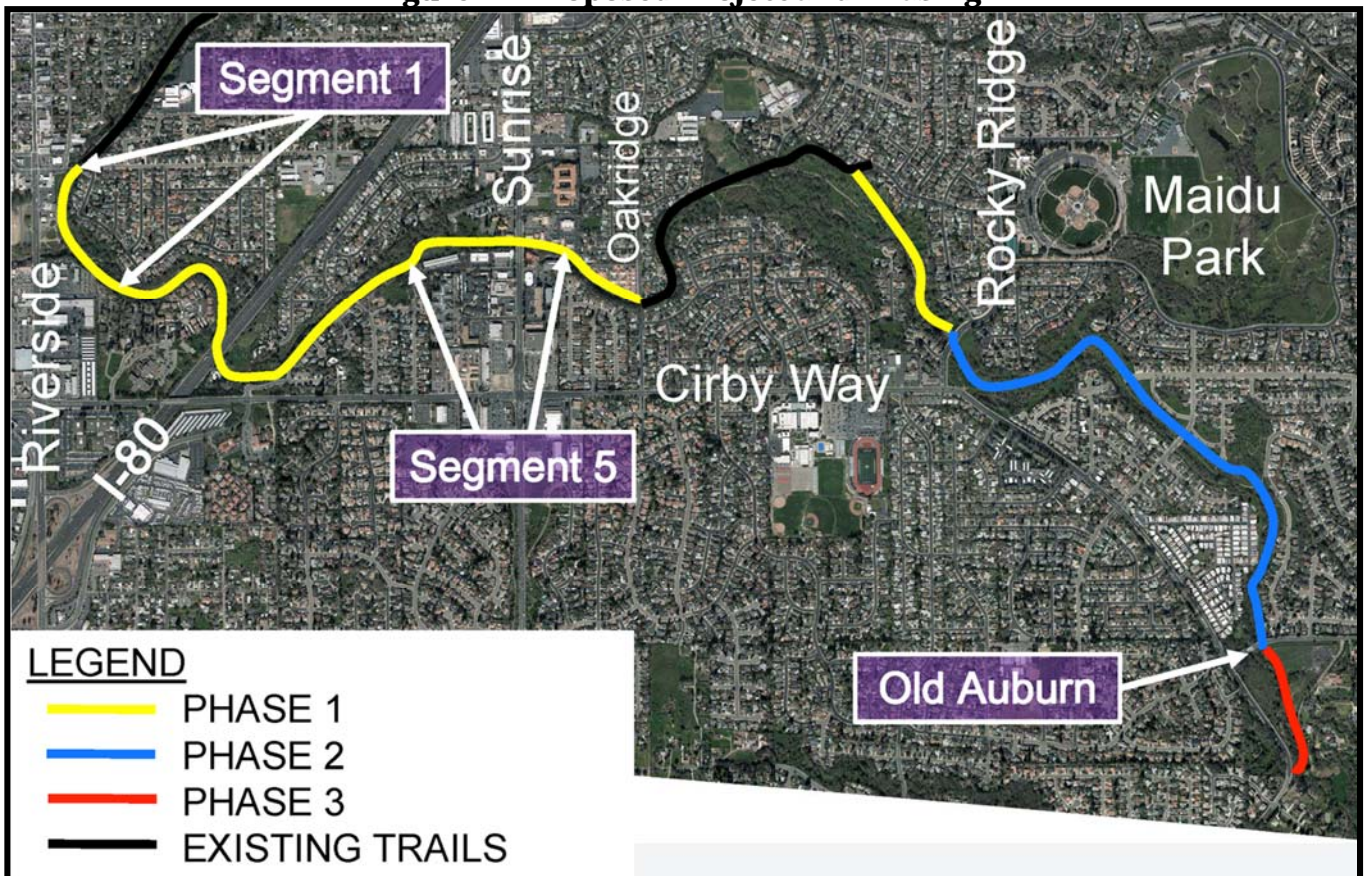 Segment 1
Sunrise
Oakridge
Rocky Ridge
Maidu
Park
Riverside
I-80
Cirby Way
Segment 5
Old Auburn
LEGEND
PHASE 1
PHASE 2
PHASE 3
EXISTING TRAILS